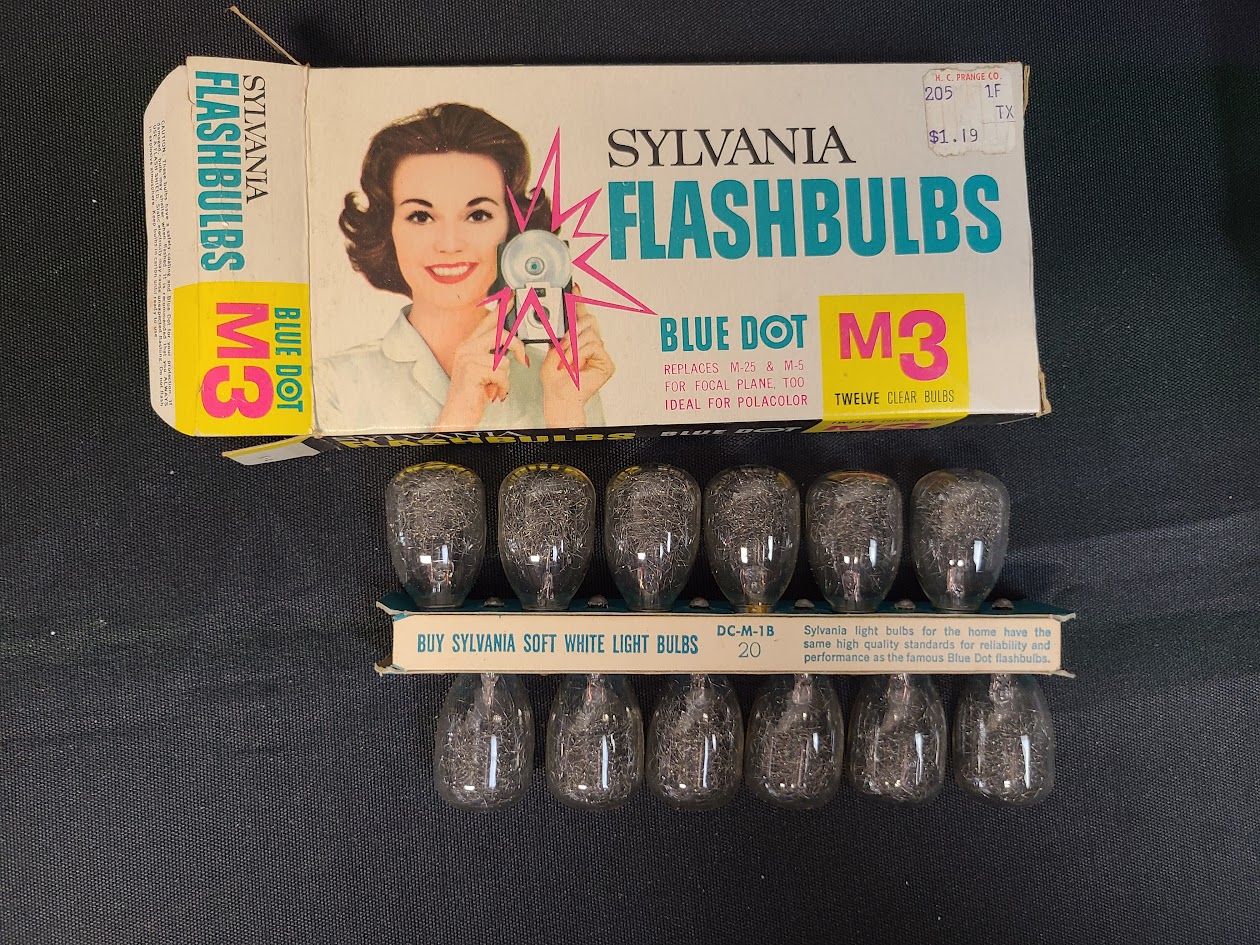 H. C. PRANGE CO.
205 1F
TX
$1.19
SYLVANIA
FLASHBULBS
BLUE DOT
REPLACES M-25 & M-5
FOR FOCAL PLANE, TOO
IDEAL FOR POLACOLOR
M3
TWELVE CLEAR BULBS
SYLVANIA
FLASHBULBS
BLUE DOT
M3
SYLVANIA
FLASHBULBS
BLUE DOT
M3
BUY SYLVANIA SOFT WHITE LIGHT BULBS
DC-M-1B
20
Sylvania light bulbs for the home have the
same high quality standards for reliability and
performance as the famous Blue Dot flashbulbs.